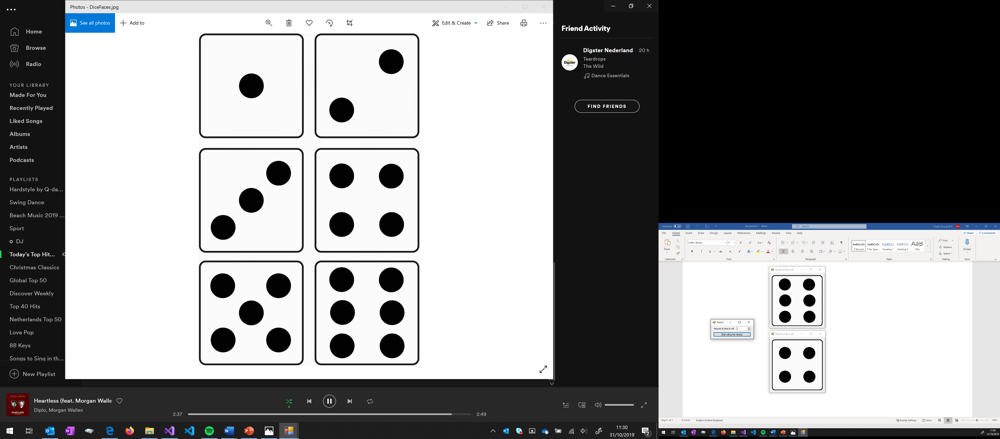 Photos - DiceFaces.jpg
See all photos
Add to
Edit & Create
Share
Home
Browse
Radio
YOUR LIBRARY
Made For You
Recently Played
Liked Songs
Albums
Artists
Podcasts
PLAYLISTS
Hardstyle by Q-da...
Swing Dance
Beach Music 2019 ...
Sport
DJ
Today's Top Hit...
Christmas Classics
Global Top 50
Discover Weekly
Top 40 Hits
Netherlands Top 50
Love Pop
88 Keys
Songs to Sing in th...
New Playlist
HEARTLESS
Heartless (feat. Morgan Walle
Diplo, Morgan Wallen
2:37
2:49
Friend Activity
Digster
Digster Nederland 20 h
Teardrops
The Wild
Dance Essentials
FIND FRIENDS
11:30
31/10/2019
2
AutoSave Off
Document1 - Word
Search
Kuah,Chung W.C. KW
File Home Insert Draw Design Layout References Mailings Review View Help
Share Comments
Paste
Calibri (Body) 11
AaBbCcDc AaBbCcDc AaBbCc AaBbCcE AaB
¶ Normal ¶ No Spac... Heading 1 Heading 2 Title
Find
Replace
Select
Dictate
Clipboard Font Paragraph Styles Editing Voice
Result of dice roll
Form1
Amount of dice to roll: 2
Start rolling the dice(s)
Result of dice roll
Page 1 of 1 0 words English (United Kingdom)
Display Settings Focus 180%
11:30
31/10/2019